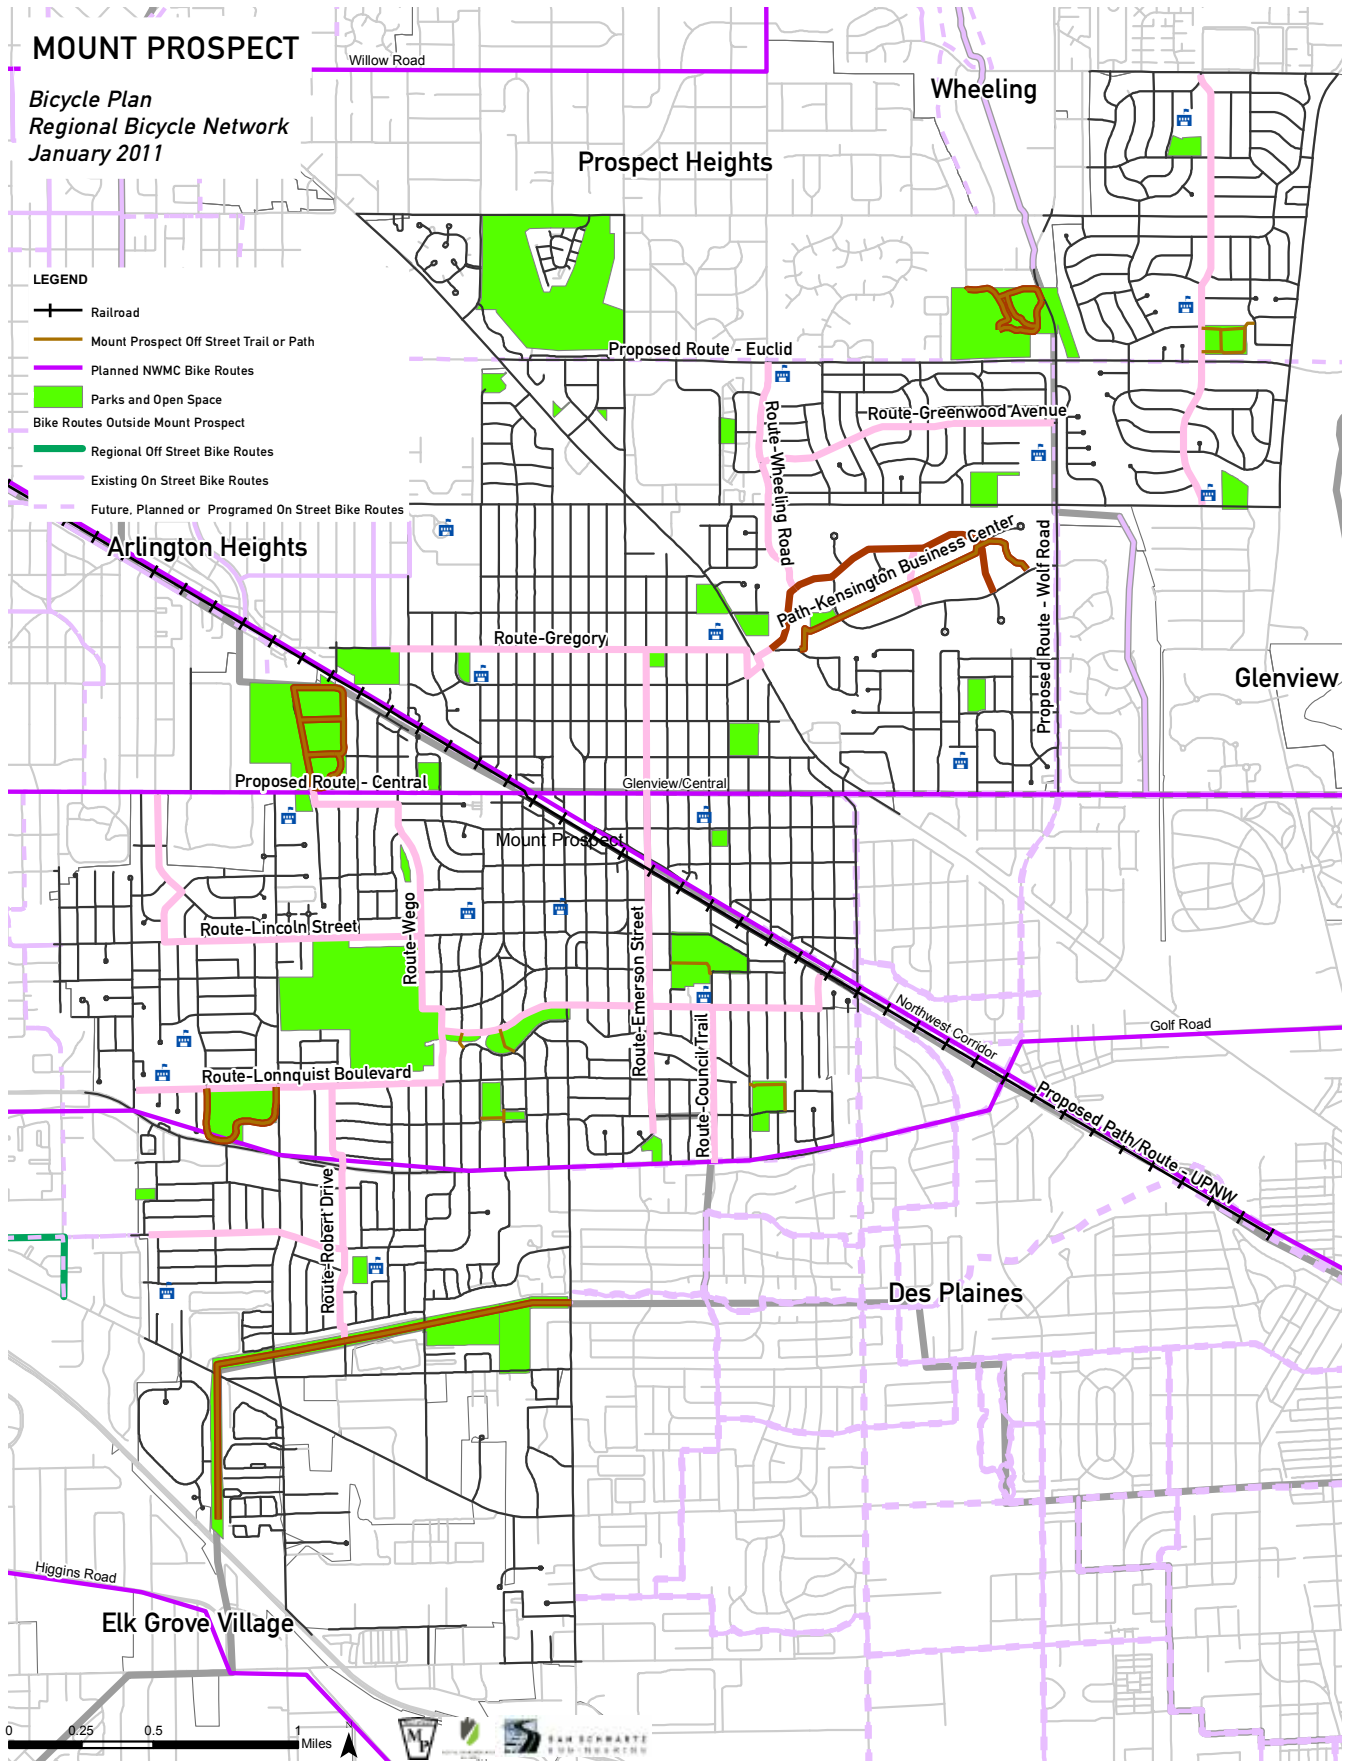 MOUNT PROSPECT
Bicycle Plan
Regional Bicycle Network
January 2011
Willow Road
Wheeling
Prospect Heights
LEGEND
Railroad
Mount Prospect Off Street Trail or Path
Planned NWMC Bike Routes
Parks and Open Space
Bike Routes Outside Mount Prospect
Regional Off Street Bike Routes
Existing On Street Bike Routes
Future, Planned or Programed On Street Bike Routes
Proposed Route - Euclid
Route-Greenwood Avenue
Route-Wheeling Road
Arlington Heights
Path-Kensington Business Center
Proposed Route - Wolf Road
Route-Gregory
Glenview
Proposed Route - Central
Glenview/Central
Mount Prospect
Route-Lincoln Street
Route-Wego
Route-Emerson Street
Northwest Corridor
Golf Road
Route-Council Trail
Route-Lonnquist Boulevard
Proposed Path/Route - UPNW
Route-Robert Drive
Des Plaines
Higgins Road
Elk Grove Village
0 0.25 0.5 1
Miles
MP
SAM SCHWARTZ
ENGINEERING